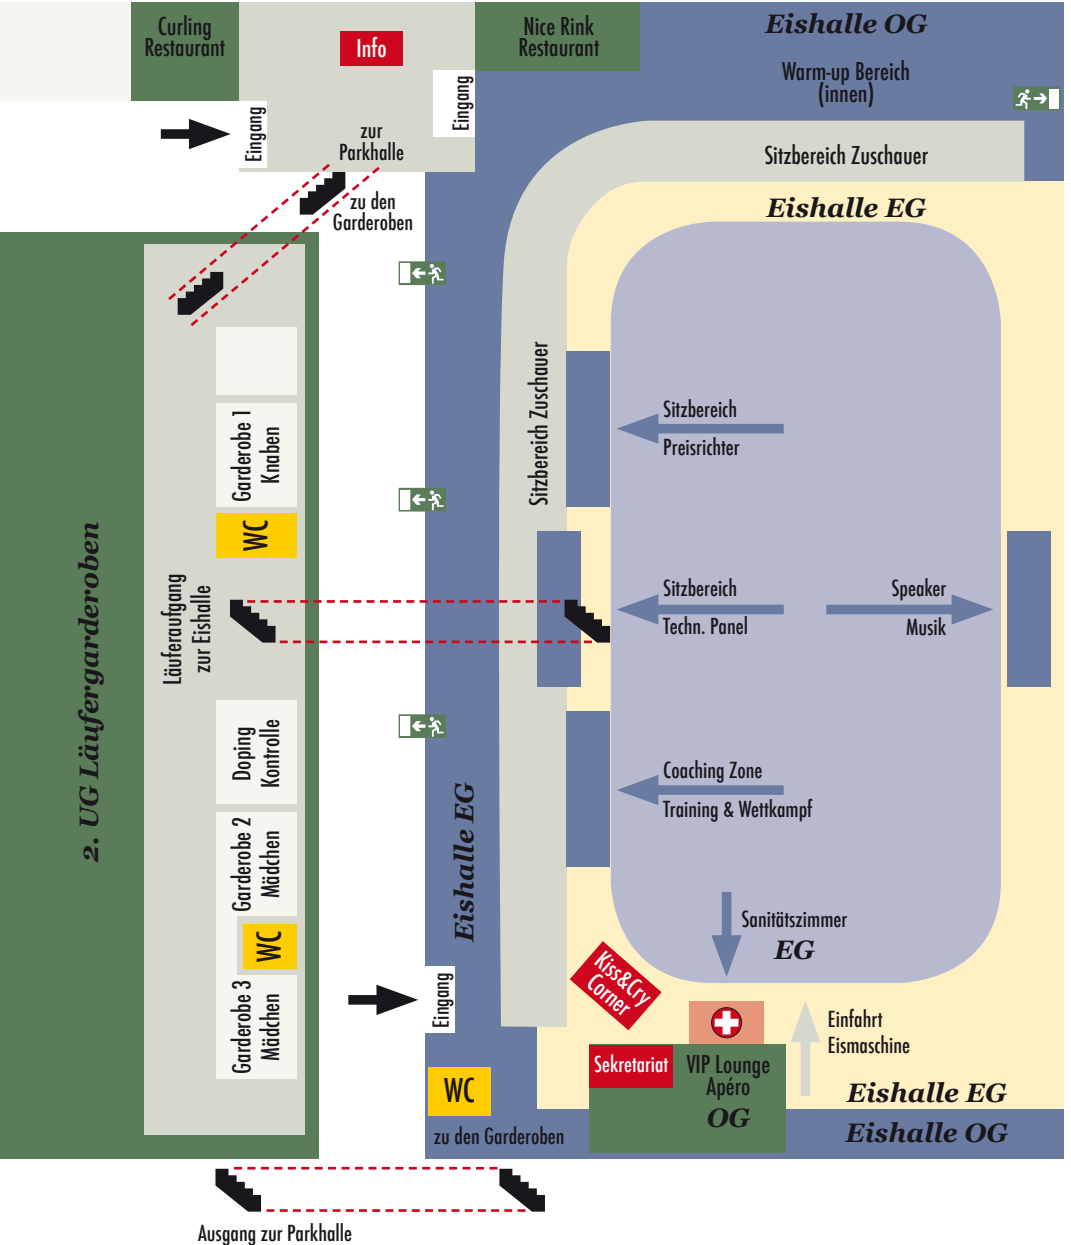 Curling
Restaurant
Info
Nice Rink
Restaurant
Eishalle OG
Warm-up Bereich
(innen)
Eingang
Eingang
zur
Parkhalle
Sitzbereich Zuschauer
zu den
Garderoben
Eishalle EG
Sitzbereich Zuschauer
Garderobe 1
Knaben
WC
Sitzbereich
Preisrichter
2. UG Läufergarderoben
Läuferaufgang
zur Eishalle
Sitzbereich
Techn. Panel
Speaker
Musik
Doping
Kontrolle
Coaching Zone
Training & Wettkampf
Garderobe 2
Mädchen
WC
Garderobe 3
Mädchen
Eishalle EG
Sanitätszimmer
EG
Kiss&Cry
Corner
Eingang
Einfahrt
Eismaschine
Sekretariat
VIP Lounge
Apéro
OG
WC
Eishalle EG
zu den Garderoben
Eishalle OG
Ausgang zur Parkhalle